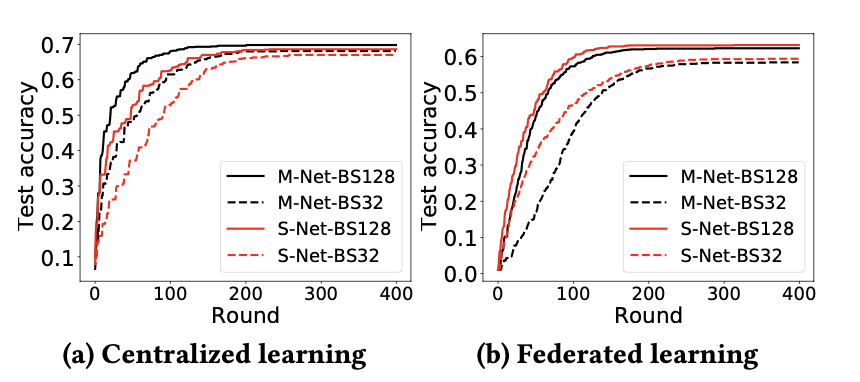 Test accuracy
0.7
0.6
0.5
0.4
0.3
0.2
0.1
M-Net-BS128
M-Net-BS32
S-Net-BS128
S-Net-BS32
0 100 200 300 400
Round
(a) Centralized learning
Test accuracy
0.6
0.5
0.4
0.3
0.2
0.1
0.0
M-Net-BS128
M-Net-BS32
S-Net-BS128
S-Net-BS32
0 100 200 300 400
Round
(b) Federated learning